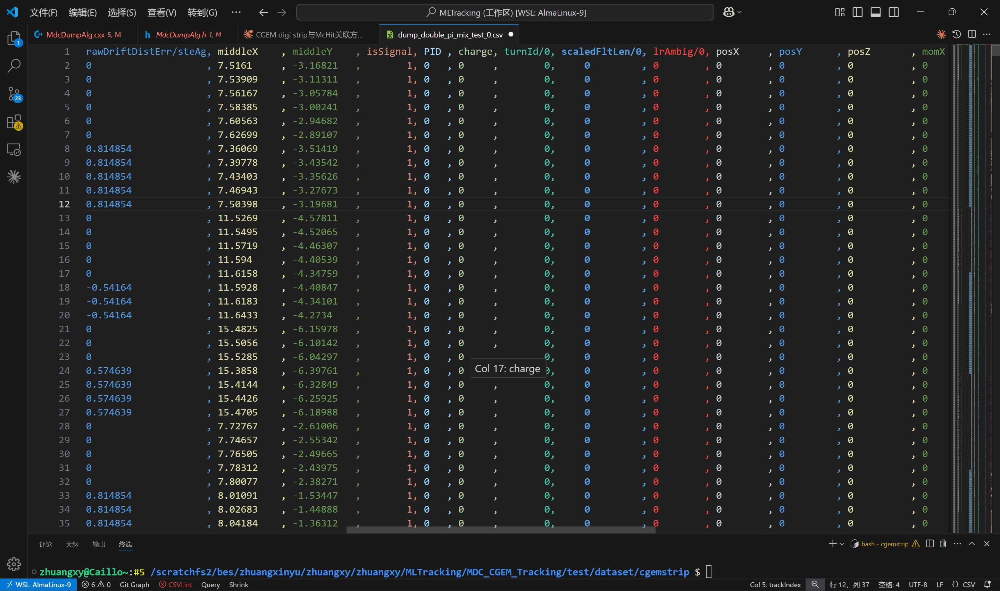 文件(F) 编辑(E) 选择(S) 查看(V) 转到(G) ··· MLTracking (工作区) [WSL: AlmaLinux-9]
MdcDumpAlg.cxx 5, M MdcDumpAlg.h 1, M CGEM digi strip与McHit关联方... dump_double_pi_mix_test_0.csv
1 rawDriftDistErr/steAg, middleX , middleY , isSignal, PID , charge, turnId/0, scaledFltLen/0, lrAmbig/0, posX , posY , posZ , momX
2 0 , 7.5161 , -3.16821 , 1, 0 , 0 , 0, 0 , 0 , 0 , 0 , 0 , 0
3 0 , 7.53909 , -3.11311 , 1, 0 , 0 , 0, 0 , 0 , 0 , 0 , 0 , 0
4 0 , 7.56167 , -3.05784 , 1, 0 , 0 , 0, 0 , 0 , 0 , 0 , 0 , 0
5 0 , 7.58385 , -3.00241 , 1, 0 , 0 , 0, 0 , 0 , 0 , 0 , 0 , 0
6 0 , 7.60563 , -2.94682 , 1, 0 , 0 , 0, 0 , 0 , 0 , 0 , 0 , 0
7 0 , 7.62699 , -2.89107 , 1, 0 , 0 , 0, 0 , 0 , 0 , 0 , 0 , 0
8 0.814854 , 7.36069 , -3.51419 , 1, 0 , 0 , 0, 0 , 0 , 0 , 0 , 0 , 0
9 0.814854 , 7.39778 , -3.43542 , 1, 0 , 0 , 0, 0 , 0 , 0 , 0 , 0 , 0
10 0.814854 , 7.43403 , -3.35626 , 1, 0 , 0 , 0, 0 , 0 , 0 , 0 , 0 , 0
11 0.814854 , 7.46943 , -3.27673 , 1, 0 , 0 , 0, 0 , 0 , 0 , 0 , 0 , 0
12 0.814854 , 7.50398 , -3.19681 , 1, 0 , 0 , 0, 0 , 0 , 0 , 0 , 0 , 0
13 0 , 11.5269 , -4.57811 , 1, 0 , 0 , 0, 0 , 0 , 0 , 0 , 0 , 0
14 0 , 11.5495 , -4.52065 , 1, 0 , 0 , 0, 0 , 0 , 0 , 0 , 0 , 0
15 0 , 11.5719 , -4.46307 , 1, 0 , 0 , 0, 0 , 0 , 0 , 0 , 0 , 0
16 0 , 11.594 , -4.40539 , 1, 0 , 0 , 0, 0 , 0 , 0 , 0 , 0 , 0
17 0 , 11.6158 , -4.34759 , 1, 0 , 0 , 0, 0 , 0 , 0 , 0 , 0 , 0
18 -0.54164 , 11.5928 , -4.40847 , 1, 0 , 0 , 0, 0 , 0 , 0 , 0 , 0 , 0
19 -0.54164 , 11.6183 , -4.34101 , 1, 0 , 0 , 0, 0 , 0 , 0 , 0 , 0 , 0
20 -0.54164 , 11.6433 , -4.2734 , 1, 0 , 0 , 0, 0 , 0 , 0 , 0 , 0 , 0
21 0 , 15.4825 , -6.15978 , 1, 0 , 0 , 0, 0 , 0 , 0 , 0 , 0 , 0
22 0 , 15.5056 , -6.10142 , 1, 0 , 0 , 0, 0 , 0 , 0 , 0 , 0 , 0
23 0 , 15.5285 , -6.04297 , 1, 0 , 0 0, 0 , 0 , 0 , 0 , 0 , 0
24 0.574639 , 15.3858 , -6.39761 , 1, 0 , 0 Col 17: charge , 0 , 0 , 0 , 0 , 0 , 0
25 0.574639 , 15.4144 , -6.32849 , 1, 0 , 0 , 0, 0 , 0 , 0 , 0 , 0 , 0
26 0.574639 , 15.4426 , -6.25925 , 1, 0 , 0 , 0, 0 , 0 , 0 , 0 , 0 , 0
27 0.574639 , 15.4705 , -6.18988 , 1, 0 , 0 , 0, 0 , 0 , 0 , 0 , 0 , 0
28 0 , 7.72767 , -2.61006 , 1, 0 , 0 , 0, 0 , 0 , 0 , 0 , 0 , 0
29 0 , 7.74657 , -2.55342 , 1, 0 , 0 , 0, 0 , 0 , 0 , 0 , 0 , 0
30 0 , 7.76505 , -2.49665 , 1, 0 , 0 , 0, 0 , 0 , 0 , 0 , 0 , 0
31 0 , 7.78312 , -2.43975 , 1, 0 , 0 , 0, 0 , 0 , 0 , 0 , 0 , 0
32 0 , 7.80077 , -2.38271 , 1, 0 , 0 , 0, 0 , 0 , 0 , 0 , 0 , 0
33 0.814854 , 8.01091 , -1.53447 , 1, 0 , 0 , 0, 0 , 0 , 0 , 0 , 0 , 0
34 0.814854 , 8.02683 , -1.44888 , 1, 0 , 0 , 0, 0 , 0 , 0 , 0 , 0 , 0
35 0.814854 , 8.04184 , -1.36312 , 1, 0 , 0 , 0, 0 , 0 , 0 , 0 , 0 , 0
1
23
评论 大纲 输出 终端 bash - cgemstrip
zhuangxy@Caillo~:#5 /scratchfs2/bes/zhuangxinyu/zhuangxy/zhuangxy/MLTracking/MDC_CGEM_Tracking/test/dataset/cgemstrip $
WSL: AlmaLinux-9 6 0 Git Graph CSVLint Query Shrink Col 5: trackIndex 行 12，列 37 空格: 4 UTF-8 LF {} CSV